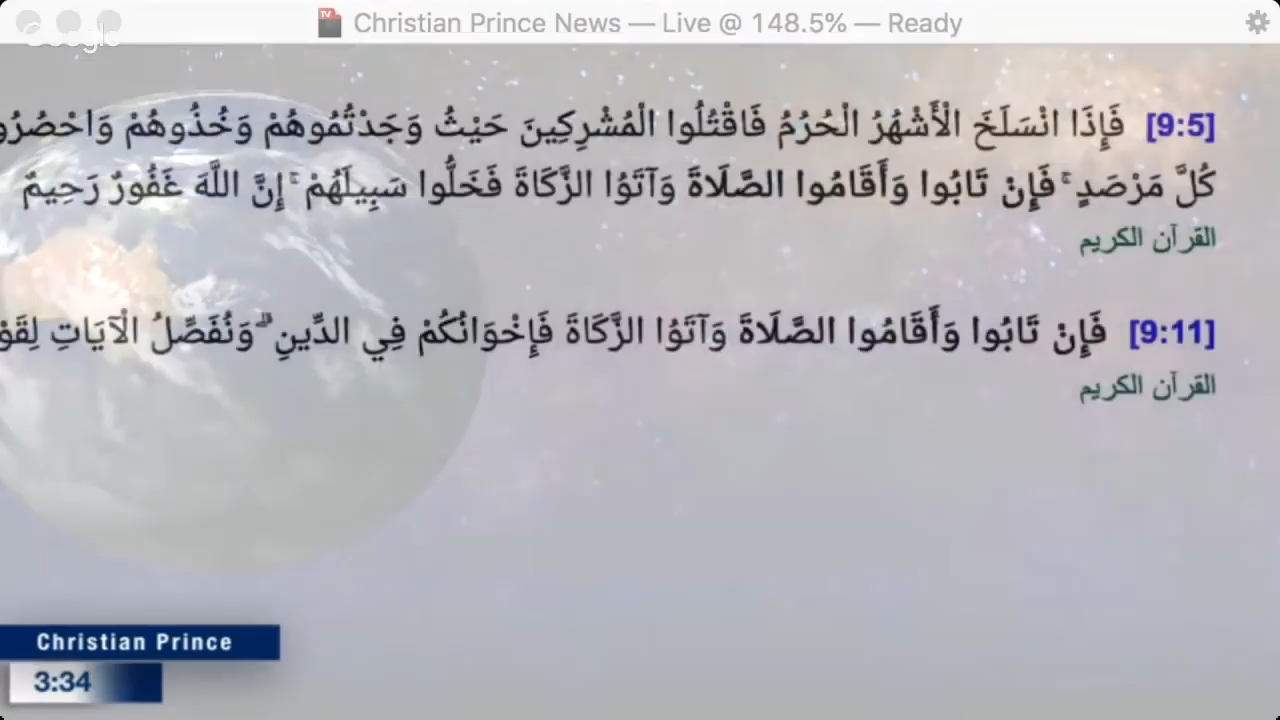 Christian Prince News — Live @ 148.5% — Ready
Google
[9:5] فَإِذَا انْسَلَخَ الْأَشْهُرُ الْحُرُمُ فَاقْتُلُوا الْمُشْرِكِينَ حَيْثُ وَجَدْتُمُوهُمْ وَخُذُوهُمْ وَاحْصُرُو
كُلَّ مَرْصَدٍ ۚ فَإِنْ تَابُوا وَأَقَامُوا الصَّلَاةَ وَآتَوُا الزَّكَاةَ فَخَلُّوا سَبِيلَهُمْ ۚ إِنَّ اللَّهَ غَفُورٌ رَحِيمٌ
القرآن الكريم
[9:11] فَإِنْ تَابُوا وَأَقَامُوا الصَّلَاةَ وَآتَوُا الزَّكَاةَ فَإِخْوَانُكُمْ فِي الدِّينِ ۗ وَنُفَصِّلُ الْآيَاتِ لِقَوْ
القرآن الكريم
Christian Prince
3:34